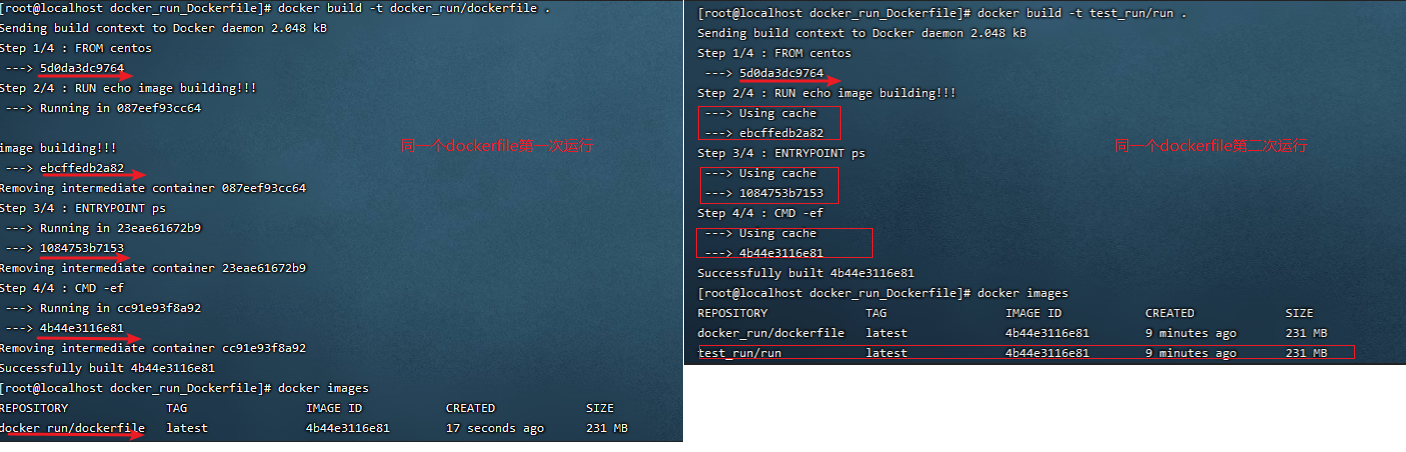 [root@localhost docker_run_Dockerfile]# docker build -t docker_run/dockerfile .
Sending build context to Docker daemon 2.048 kB
Step 1/4 : FROM centos
---> 5d0da3dc9764
Step 2/4 : RUN echo image building!!!
---> Running in 087eef93cc64
image building!!!
---> ebcffedb2a82
Removing intermediate container 087eef93cc64
Step 3/4 : ENTRYPOINT ps
---> Running in 23eae61672b9
---> 1084753b7153
Removing intermediate container 23eae61672b9
Step 4/4 : CMD -ef
---> Running in cc91e93f8a92
---> 4b44e3116e81
Removing intermediate container cc91e93f8a92
Successfully built 4b44e3116e81
[root@localhost docker_run_Dockerfile]# docker images
REPOSITORY TAG IMAGE ID CREATED SIZE
docker_run/dockerfile latest 4b44e3116e81 17 seconds ago 231 MB
同一个dockerfile第一次运行
[root@localhost docker_run_Dockerfile]# docker build -t test_run/run .
Sending build context to Docker daemon 2.048 kB
Step 1/4 : FROM centos
---> 5d0da3dc9764
Step 2/4 : RUN echo image building!!!
---> Using cache
---> ebcffedb2a82
Step 3/4 : ENTRYPOINT ps
---> Using cache
---> 1084753b7153
Step 4/4 : CMD -ef
---> Using cache
---> 4b44e3116e81
Successfully built 4b44e3116e81
[root@localhost docker_run_Dockerfile]# docker images
REPOSITORY TAG IMAGE ID CREATED SIZE
docker_run/dockerfile latest 4b44e3116e81 9 minutes ago 231 MB
test_run/run latest 4b44e3116e81 9 minutes ago 231 MB
同一个dockerfile第二次运行